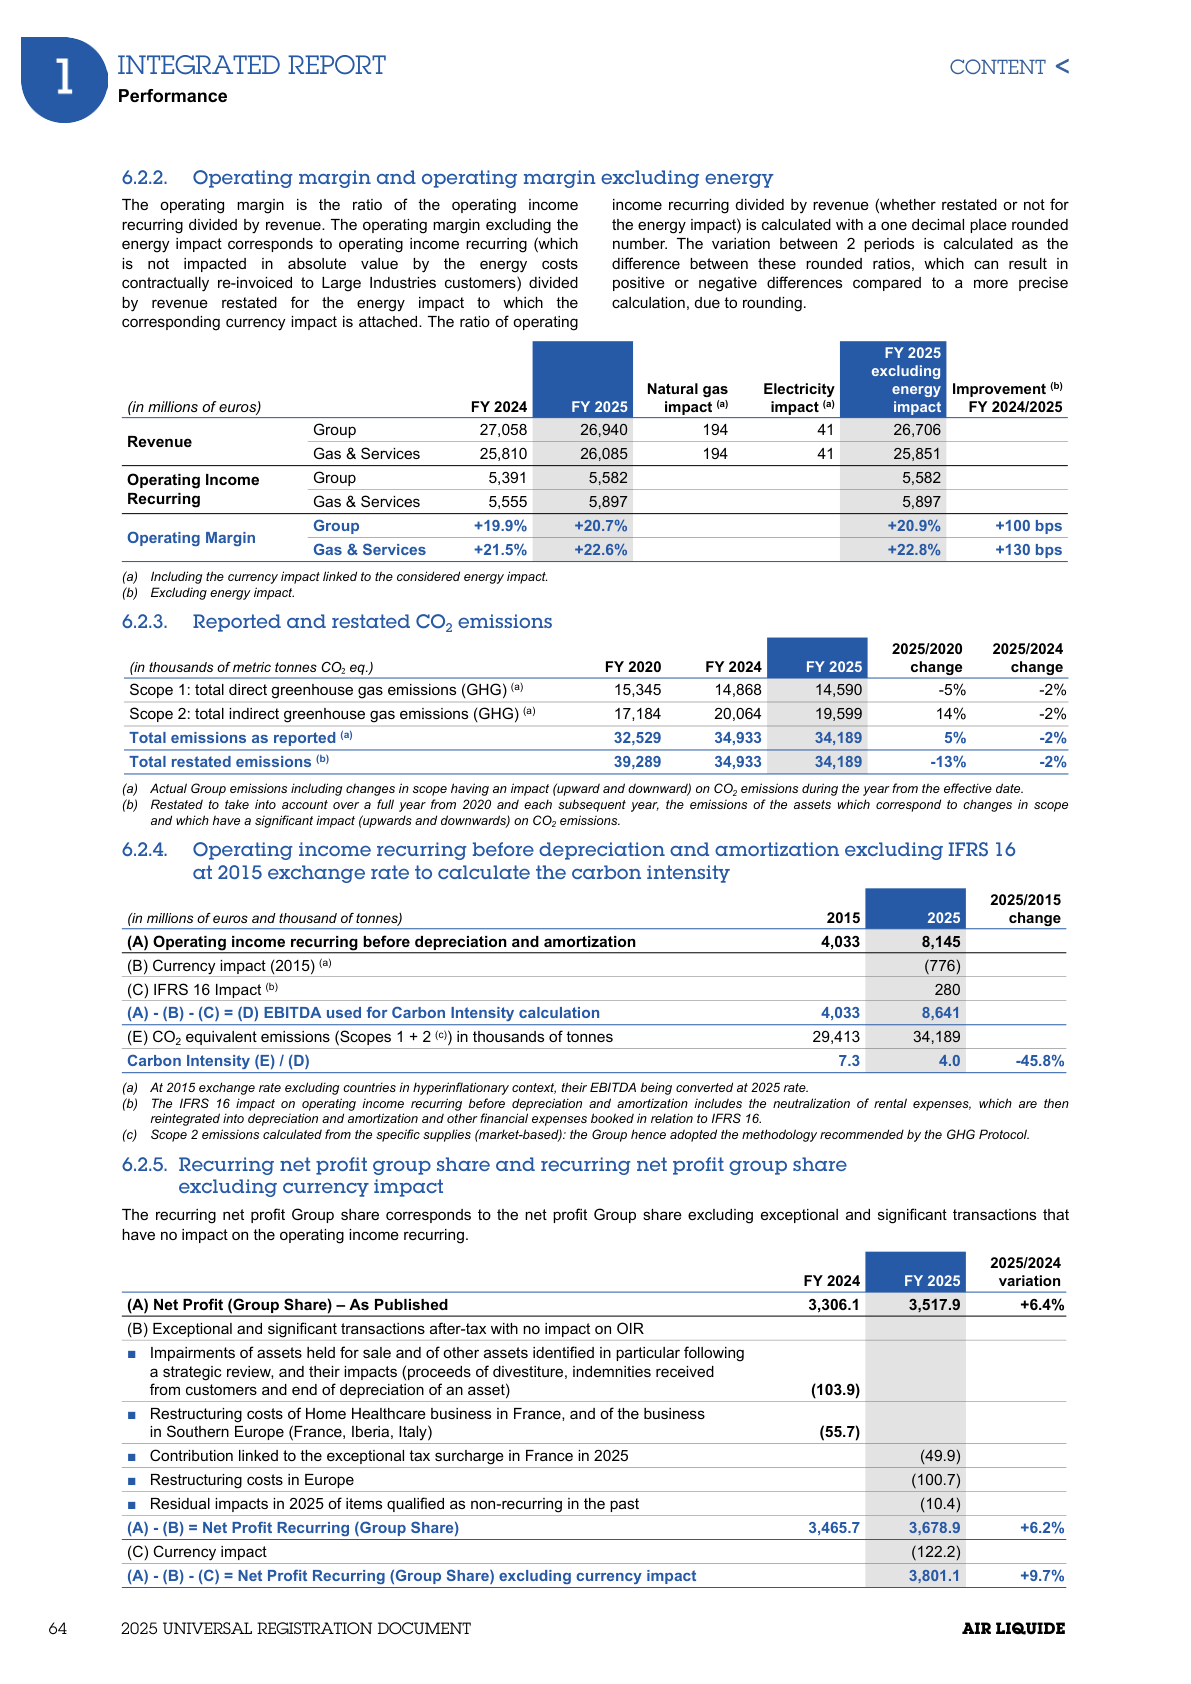 1
INTEGRATED REPORT
CONTENT <
Performance
6.2.2. Operating margin and operating margin excluding energy
The operating margin is the ratio of the operating income
recurring divided by revenue. The operating margin excluding the
energy impact corresponds to operating income recurring (which
is not impacted in absolute value by the energy costs
contractually re-invoiced to Large Industries customers) divided
by revenue restated for the energy impact to which the
corresponding currency impact is attached. The ratio of operating
income recurring divided by revenue (whether restated or not for
the energy impact) is calculated with a one decimal place rounded
number. The variation between 2 periods is calculated as the
difference between these rounded ratios, which can result in
positive or negative differences compared to a more precise
calculation, due to rounding.
(in millions of euros) FY 2024 FY 2025 Natural gas impact (a) Electricity impact (a) FY 2025 excluding energy impact Improvement (b) FY 2024/2025
Revenue Group 27,058 26,940 194 41 26,706
Gas & Services 25,810 26,085 194 41 25,851
Operating Income Recurring Group 5,391 5,582 5,582
Gas & Services 5,555 5,897 5,897
Operating Margin Group +19.9% +20.7% +20.9% +100 bps
Gas & Services +21.5% +22.6% +22.8% +130 bps
(a) Including the currency impact linked to the considered energy impact.
(b) Excluding energy impact.
6.2.3. Reported and restated CO2 emissions
(in thousands of metric tonnes CO2 eq.) FY 2020 FY 2024 FY 2025 2025/2020 change 2025/2024 change
Scope 1: total direct greenhouse gas emissions (GHG) (a) 15,345 14,868 14,590 -5% -2%
Scope 2: total indirect greenhouse gas emissions (GHG) (a) 17,184 20,064 19,599 14% -2%
Total emissions as reported (a) 32,529 34,933 34,189 5% -2%
Total restated emissions (b) 39,289 34,933 34,189 -13% -2%
(a) Actual Group emissions including changes in scope having an impact (upward and downward) on CO2 emissions during the year from the effective date.
(b) Restated to take into account over a full year from 2020 and each subsequent year, the emissions of the assets which correspond to changes in scope
and which have a significant impact (upwards and downwards) on CO2 emissions.
6.2.4. Operating income recurring before depreciation and amortization excluding IFRS 16
at 2015 exchange rate to calculate the carbon intensity
(in millions of euros and thousand of tonnes) 2015 2025 2025/2015 change
(A) Operating income recurring before depreciation and amortization 4,033 8,145
(B) Currency impact (2015) (a) (776)
(C) IFRS 16 Impact (b) 280
(A) - (B) - (C) = (D) EBITDA used for Carbon Intensity calculation 4,033 8,641
(E) CO2 equivalent emissions (Scopes 1 + 2 (c)) in thousands of tonnes 29,413 34,189
Carbon Intensity (E) / (D) 7.3 4.0 -45.8%
(a) At 2015 exchange rate excluding countries in hyperinflationary context, their EBITDA being converted at 2025 rate.
(b) The IFRS 16 impact on operating income recurring before depreciation and amortization includes the neutralization of rental expenses, which are then
reintegrated into depreciation and amortization and other financial expenses booked in relation to IFRS 16.
(c) Scope 2 emissions calculated from the specific supplies (market-based): the Group hence adopted the methodology recommended by the GHG Protocol.
6.2.5. Recurring net profit group share and recurring net profit group share
excluding currency impact
The recurring net profit Group share corresponds to the net profit Group share excluding exceptional and significant transactions that
have no impact on the operating income recurring.
FY 2024 FY 2025 2025/2024 variation
(A) Net Profit (Group Share) – As Published 3,306.1 3,517.9 +6.4%
(B) Exceptional and significant transactions after-tax with no impact on OIR
■ Impairments of assets held for sale and of other assets identified in particular following
a strategic review, and their impacts (proceeds of divestiture, indemnities received
from customers and end of depreciation of an asset) (103.9)
■ Restructuring costs of Home Healthcare business in France, and of the business
in Southern Europe (France, Iberia, Italy) (55.7)
■ Contribution linked to the exceptional tax surcharge in France in 2025 (49.9)
■ Restructuring costs in Europe (100.7)
■ Residual impacts in 2025 of items qualified as non-recurring in the past (10.4)
(A) - (B) = Net Profit Recurring (Group Share) 3,465.7 3,678.9 +6.2%
(C) Currency impact (122.2)
(A) - (B) - (C) = Net Profit Recurring (Group Share) excluding currency impact 3,801.1 +9.7%
64 2025 UNIVERSAL REGISTRATION DOCUMENT AIR LIQUIDE